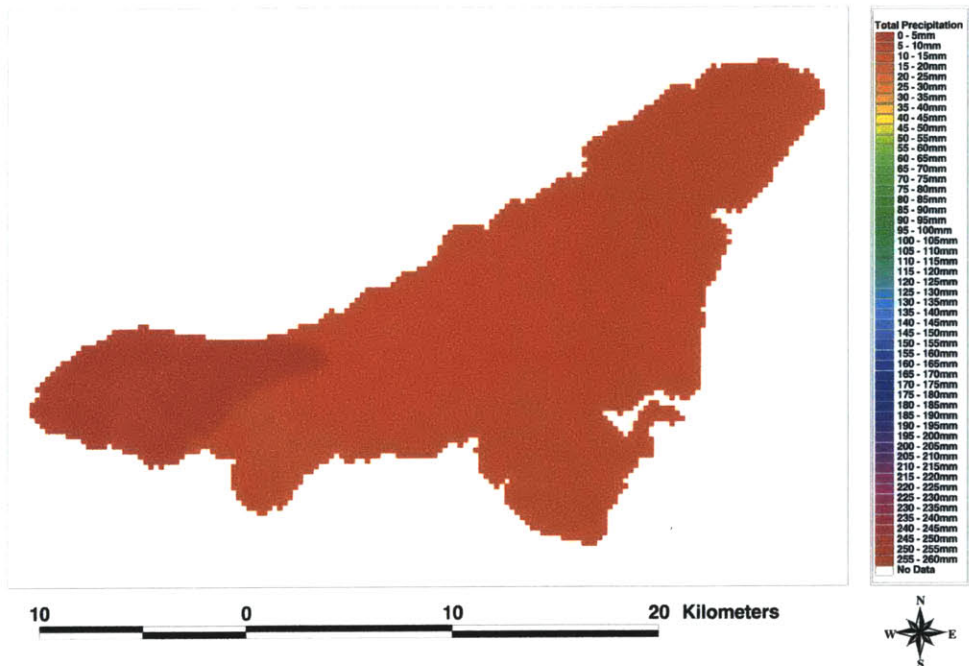 Total Precipitation
0 - 5mm
5 - 10mm
10 - 15mm
15 - 20mm
20 - 25mm
25 - 30mm
30 - 35mm
35 - 40mm
40 - 45mm
45 - 50mm
50 - 55mm
55 - 60mm
60 - 65mm
65 - 70mm
70 - 75mm
75 - 80mm
80 - 85mm
85 - 90mm
90 - 95mm
95 - 100mm
100 - 105mm
105 - 110mm
110 - 115mm
115 - 120mm
120 - 125mm
125 - 130mm
130 - 135mm
135 - 140mm
140 - 145mm
145 - 150mm
150 - 155mm
155 - 160mm
160 - 165mm
165 - 170mm
170 - 175mm
175 - 180mm
180 - 185mm
185 - 190mm
190 - 195mm
195 - 200mm
200 - 205mm
205 - 210mm
210 - 215mm
215 - 220mm
220 - 225mm
225 - 230mm
230 - 235mm
235 - 240mm
240 - 245mm
245 - 250mm
250 - 255mm
255 - 260mm
No Data
10 0 10 20 Kilometers
N
W E
S